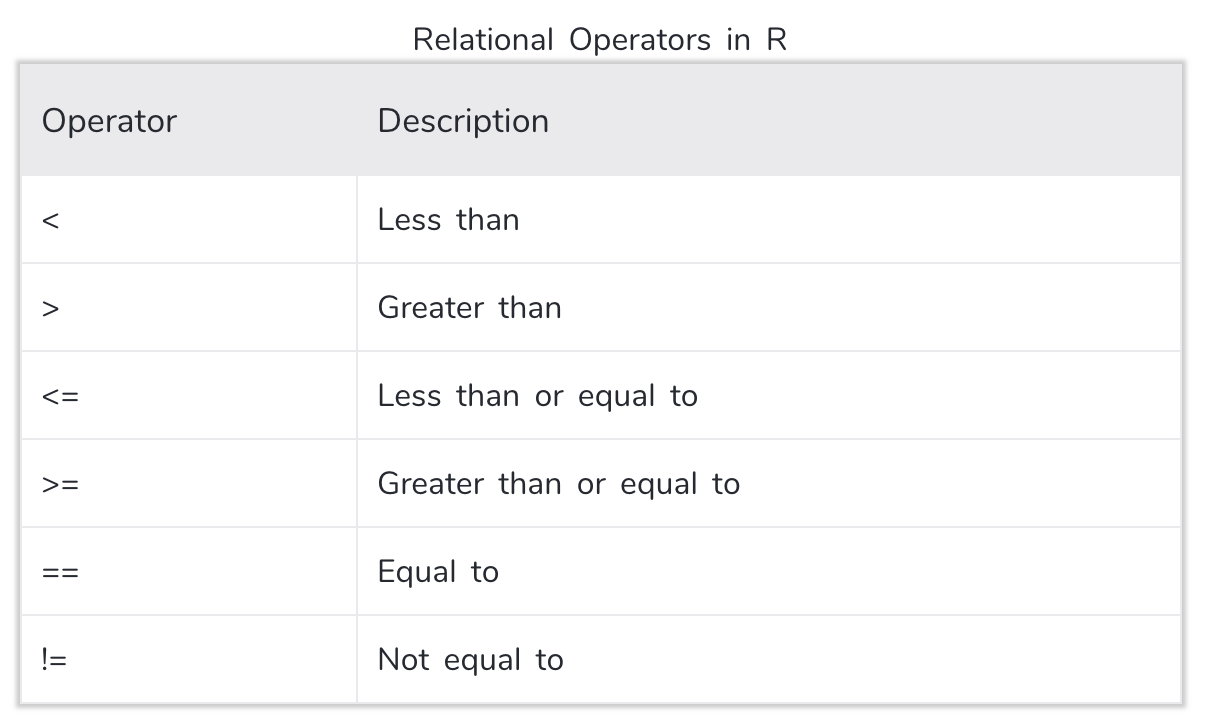 Relational Operators in R
Operator Description
< Less than
> Greater than
<= Less than or equal to
>= Greater than or equal to
== Equal to
!= Not equal to